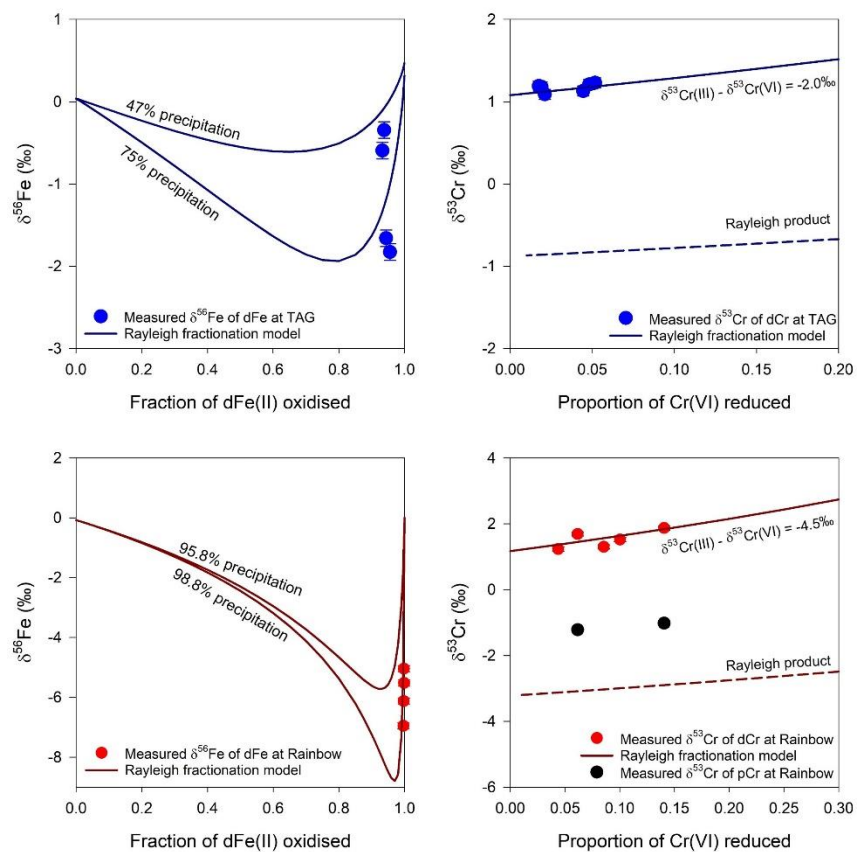 1
0
-1
-2
-3
δ⁵⁶Fe (‰)
47% precipitation
75% precipitation
Measured δ⁵⁶Fe of dFe at TAG
Rayleigh fractionation model
0.0 0.2 0.4 0.6 0.8 1.0
Fraction of dFe(II) oxidised
2
1
0
-1
-2
δ⁵³Cr (‰)
δ⁵³Cr(III) - δ⁵³Cr(VI) = -2.0‰
Rayleigh product
Measured δ⁵³Cr of dCr at TAG
Rayleigh fractionation model
0.00 0.05 0.10 0.15 0.20
Proportion of Cr(VI) reduced
2
0
-2
-4
-6
-8
δ⁵⁶Fe (‰)
95.8% precipitation
98.8% precipitation
Measured δ⁵⁶Fe of dFe at Rainbow
Rayleigh fractionation model
0.0 0.2 0.4 0.6 0.8 1.0
Fraction of dFe(II) oxidised
4
2
0
-2
-4
-6
δ⁵³Cr (‰)
δ⁵³Cr(III) - δ⁵³Cr(VI) = -4.5‰
Rayleigh product
Measured δ⁵³Cr of dCr at Rainbow
Rayleigh fractionation model
Measured δ⁵³Cr of pCr at Rainbow
0.00 0.05 0.10 0.15 0.20 0.25 0.30
Proportion of Cr(VI) reduced